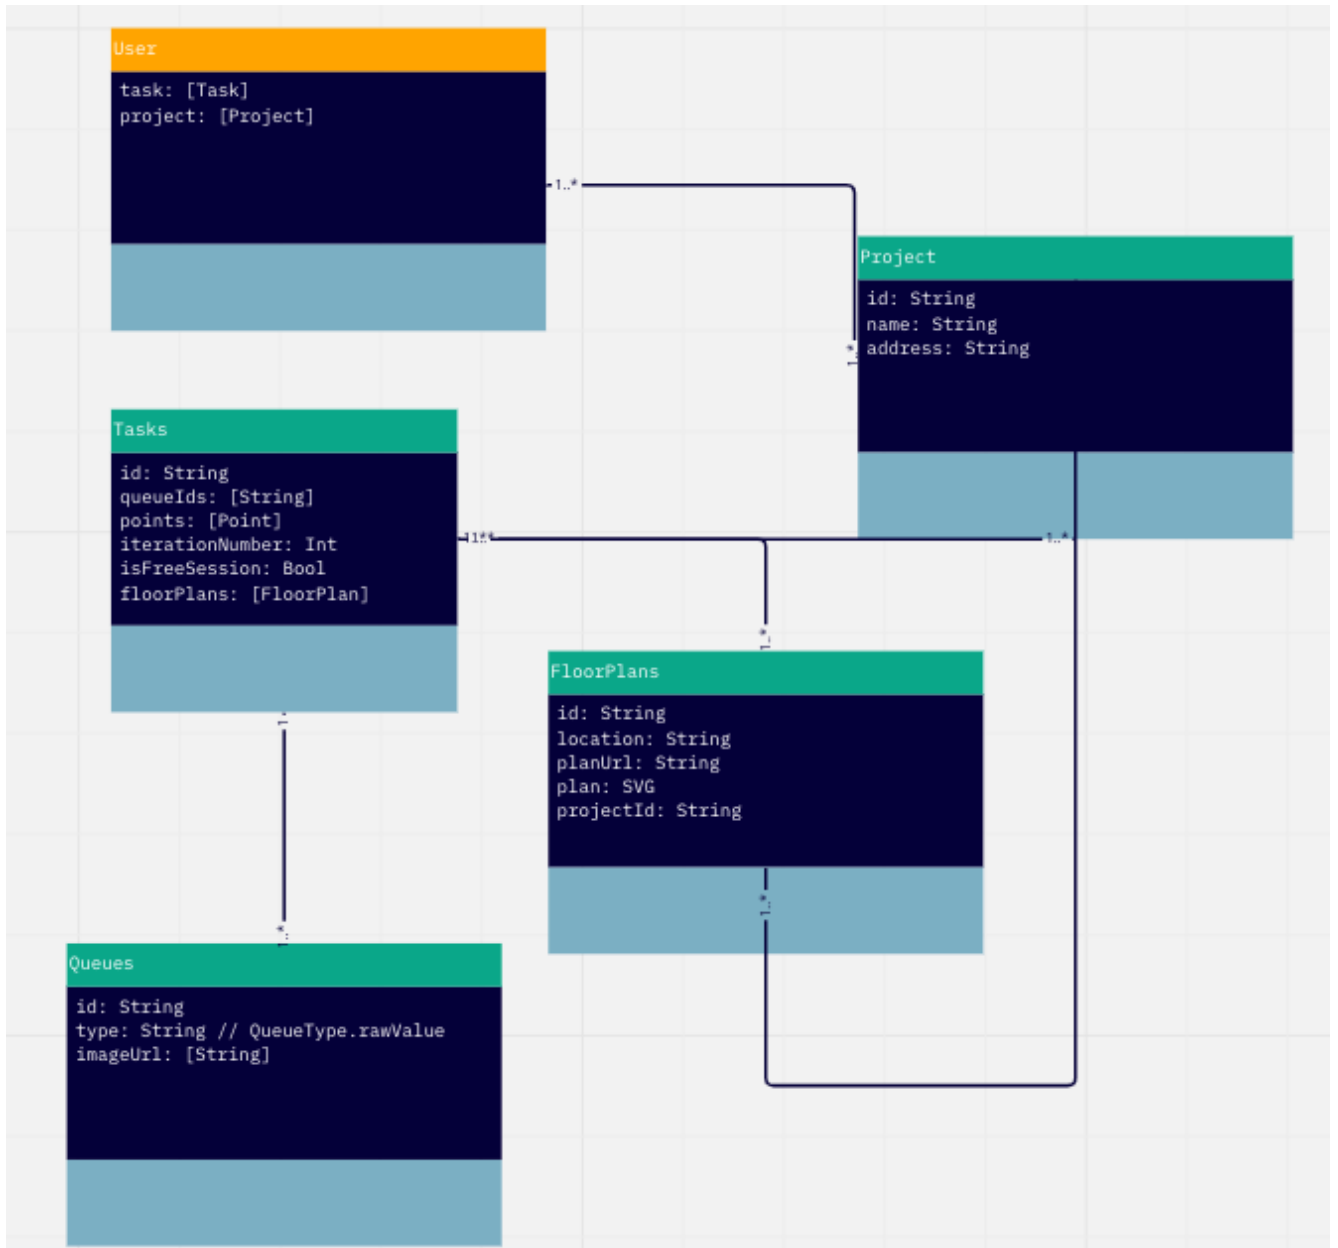 User
task: [Task]
project: [Project]
1..*
Project
id: String
name: String
address: String
Tasks
id: String
queueIds: [String]
points: [Point]
iterationNumber: Int
isFreeSession: Bool
floorPlans: [FloorPlan]
1..*
1..*
FloorPlans
id: String
location: String
planUrl: String
plan: SVG
projectId: String
1..*
1
1..*
Queues
id: String
type: String // QueueType.rawValue
imageUrl: [String]